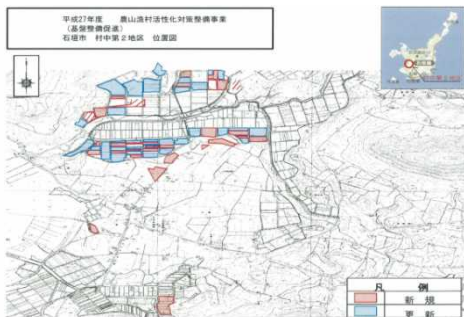 平成27年度　農山漁村活性化対策整備事業
（基盤整備促進）
石垣市　村中第2地区　位置図
凡　例
新　規
更　新